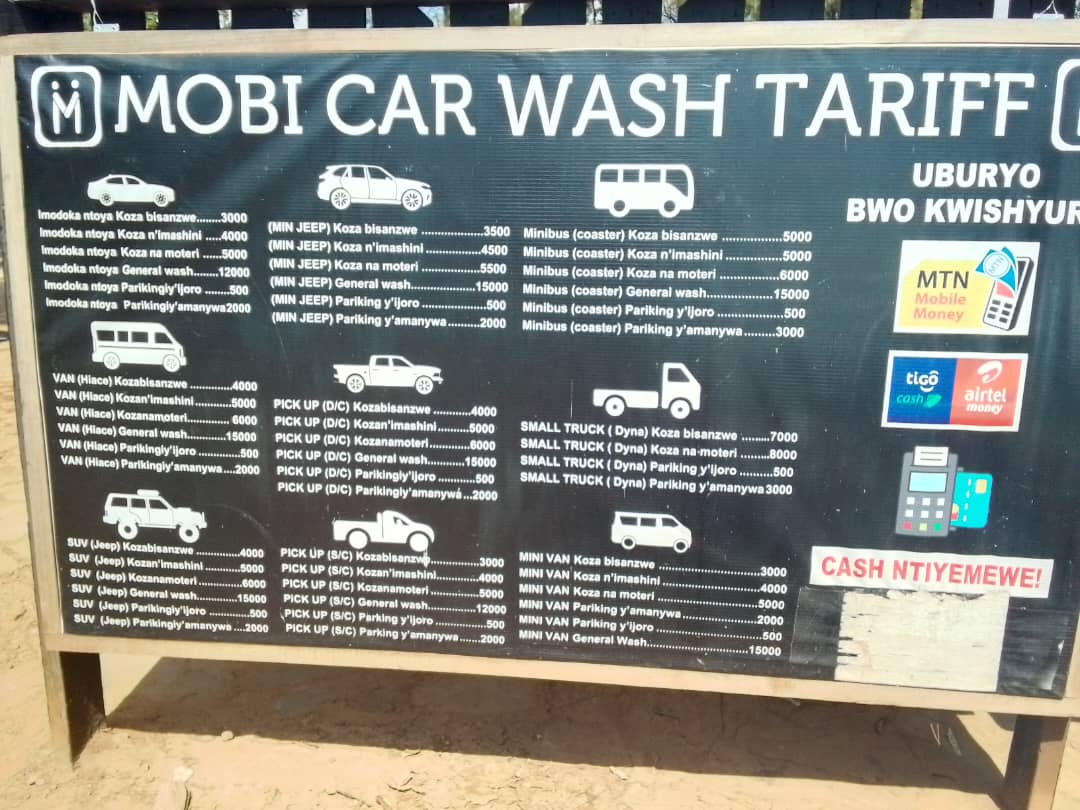 MOBI CAR WASH TARIFF
Imodoka ntoya Koza bisanzwe.......3000
Imodoka ntoya Koza n'imashini .....4000
Imodoka ntoya Koza na moteri .....5000
Imodoka ntoya General wash.......12000
Imodoka ntoya Parikingiy'ijoro .....500
Imodoka ntoya Parikingiy'amanywa2000
(MIN JEEP) Koza bisanzwe ...............3500
(MIN JEEP) Koza n'imashini ..............4500
(MIN JEEP) Koza na moteri ..............5500
(MIN JEEP) General wash...............15000
(MIN JEEP) Pariking y'ijoro ...............500
(MIN JEEP) Pariking y'amanywa..........2000
Minibus (coaster) Koza bisanzwe ...............5000
Minibus (coaster) Koza n'imashini ..............5000
Minibus (coaster) Koza na moteri ...............6000
Minibus (coaster) General wash................15000
Minibus (coaster) Pariking y'ijoro ................500
Minibus (coaster) Pariking y'amanywa..........3000
VAN (Hiace) Kozabisanzwe ............4000
VAN (Hiace) Kozan'imashini ...........5000
VAN (Hiace) Kozanamoteri ............6000
VAN (Hiace) General wash............15000
VAN (Hiace) Parikingiy'ijoro ............500
VAN (Hiace) Parikingiy'amanywa...2000
PICK UP (D/C) Kozabisanzwe ..........4000
PICK UP (D/C) Kozan'imashini .........5000
PICK UP (D/C) Kozanamoteri ..........6000
PICK UP (D/C) General wash..........15000
PICK UP (D/C) Parikingiy'ijoro ..........500
PICK UP (D/C) Parikingiy'amanywa ..2000
SMALL TRUCK ( Dyna) Koza bisanzwe .........7000
SMALL TRUCK ( Dyna) Koza na moteri .........8000
SMALL TRUCK ( Dyna) Pariking y'ijoro ..........500
SMALL TRUCK ( Dyna) Pariking y'amanywa 3000
SUV (Jeep) Kozabisanzwe .............4000
SUV (Jeep) Kozan'imashini ............5000
SUV (Jeep) Kozanamoteri .............6000
SUV (Jeep) General wash.............15000
SUV (Jeep) Parikingiy'ijoro .............500
SUV (Jeep) Parikingiy'amanywa ....2000
PICK UP (S/C) Kozabisanzwe ............3000
PICK UP (S/C) Kozan'imashini...........4000
PICK UP (S/C) Kozanamoteri ............5000
PICK UP (S/C) General wash............12000
PICK UP (S/C) Parking y'ijoro ............500
PICK UP (S/C) Parking y'amanywa .....2000
MINI VAN Koza bisanzwe ........................3000
MINI VAN Koza n'imashini .......................4000
MINI VAN Koza na moteri ........................5000
MINI VAN Pariking y'amanywa ...................2000
MINI VAN Pariking y'ijoro .........................500
MINI VAN General Wash.........................15000
UBURYO
BWO KWISHYUR
MTN
Mobile
Money
MTN
tigo
cash
airtel
money
CASH NTIYEMEWE!